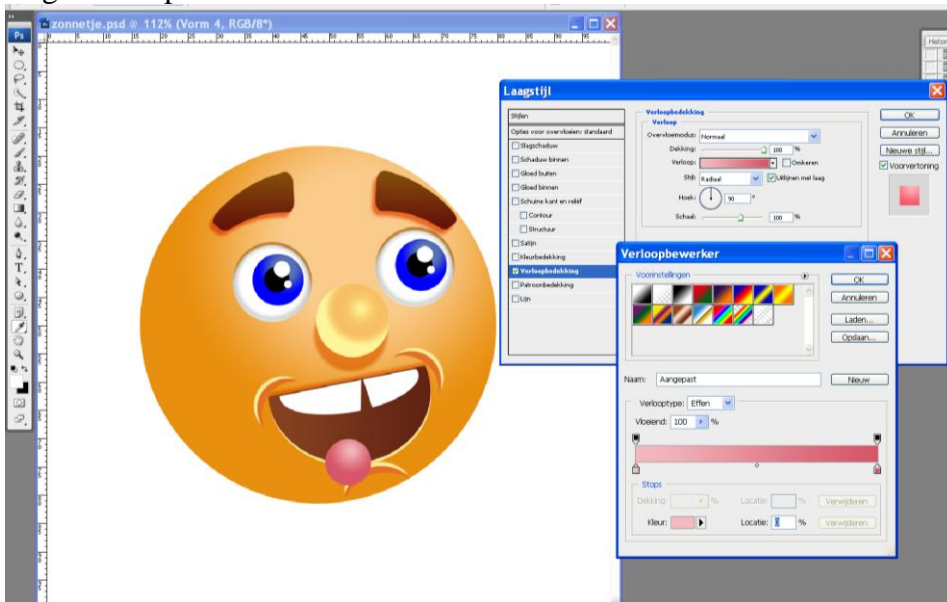 zonnetje.psd @ 112% (Vorm 4, RGB/8*)
Ps
Histor
Laagstijl
Stijlen
Opties voor overvloeien: standaard
Slagschaduw
Schaduw binnen
Gloed buiten
Gloed binnen
Schuine kant en reliëf
Contour
Structuur
Satijn
Kleurbedekking
Verloopbedekking
Patroonbedekking
Lijn
Verloopbedekking
Verloop
Overvloeimodus: Normaal
Dekking: 100 %
Verloop: Omkeren
Stijl: Radiaal Uitlijnen met laag
Hoek: 90 °
Schaal: 100 %
OK
Annuleren
Nieuwe stijl...
Voorvertoning
Verloopbewerker
Voorinstellingen
OK
Annuleren
Laden...
Opslaan...
Naam: Aangepast
Nieuw
Verlooptype: Effen
Vloeiend: 100 %
Stops
Dekking: % Locatie: % Verwijderen
Kleur: Locatie: 0 % Verwijderen